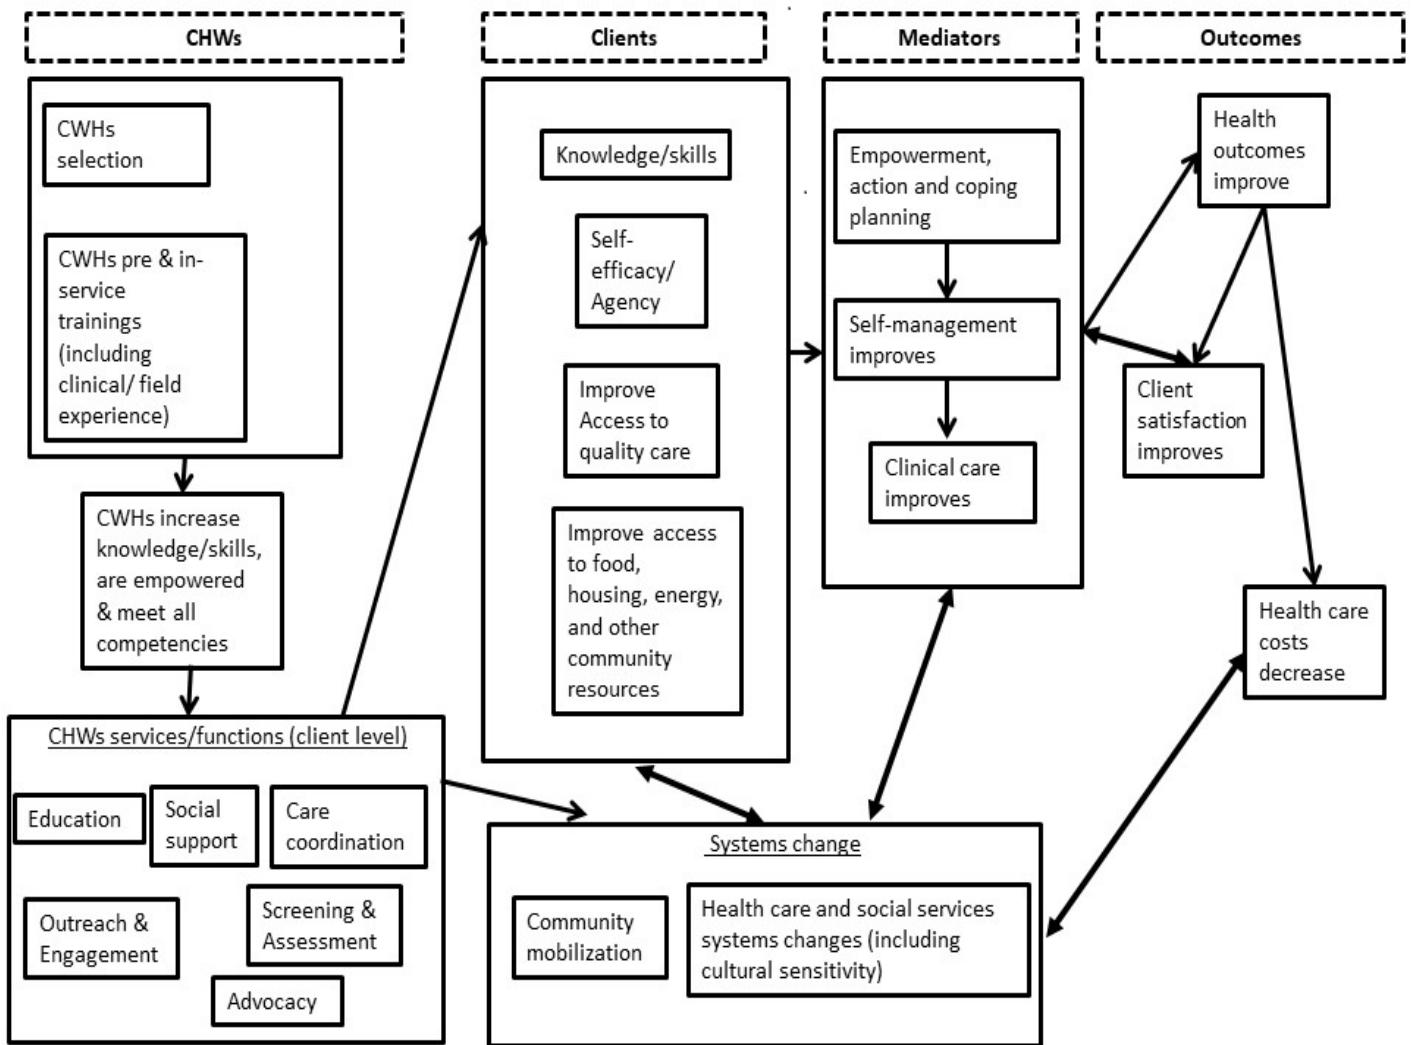 CHWs
Clients
Mediators
Outcomes
CWHs
selection
CWHs pre & in-
service
trainings
(including
clinical/ field
experience)
CWHs increase
knowledge/skills,
are empowered
& meet all
competencies
CHWs services/functions (client level)
Education
Social
support
Care
coordination
Outreach &
Engagement
Screening &
Assessment
Advocacy
Knowledge/skills
Self-
efficacy/
Agency
Improve
Access to
quality care
Improve access
to food,
housing, energy,
and other
community
resources
Systems change
Community
mobilization
Health care and social services
systems changes (including
cultural sensitivity)
Empowerment,
action and coping
planning
Self-management
improves
Clinical care
improves
Health
outcomes
improve
Client
satisfaction
improves
Health care
costs
decrease